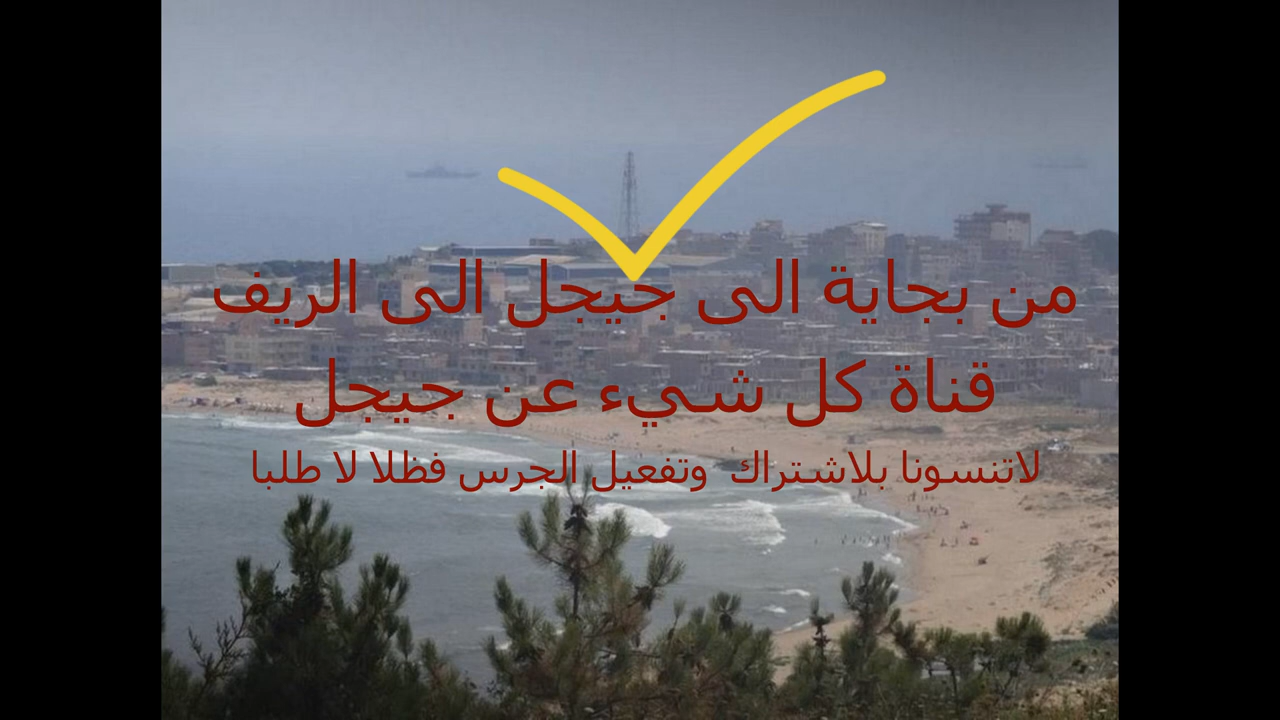 من بجاية الى جيجل الى الريف
قناة كل شيء عن جيجل
لاتنسونا بلاشتراك وتفعيل الجرس فظلا لا طلبا